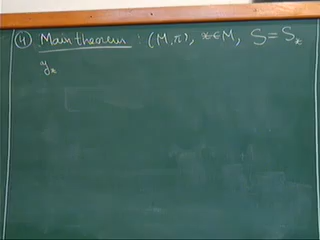 ④ Main theorem : (M, π), x∈M, S = Sₓ
𝔤ₓ